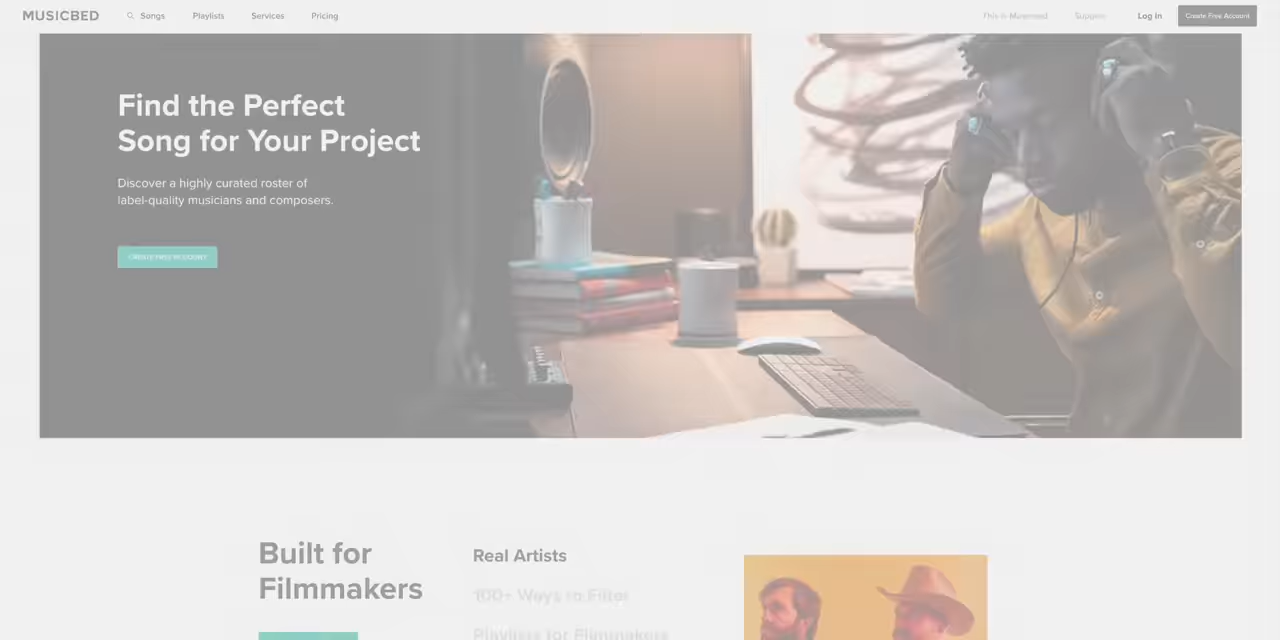 MUSICBED
Songs
Playlists
Services
Pricing
This is Musicbed
Support
Log in
Create Free Account
Find the Perfect
Song for Your Project
Discover a highly curated roster of
label-quality musicians and composers.
CREATE FREE ACCOUNT
Built for
Filmmakers
Real Artists
100+ Ways to Filter
Playlists for Filmmakers